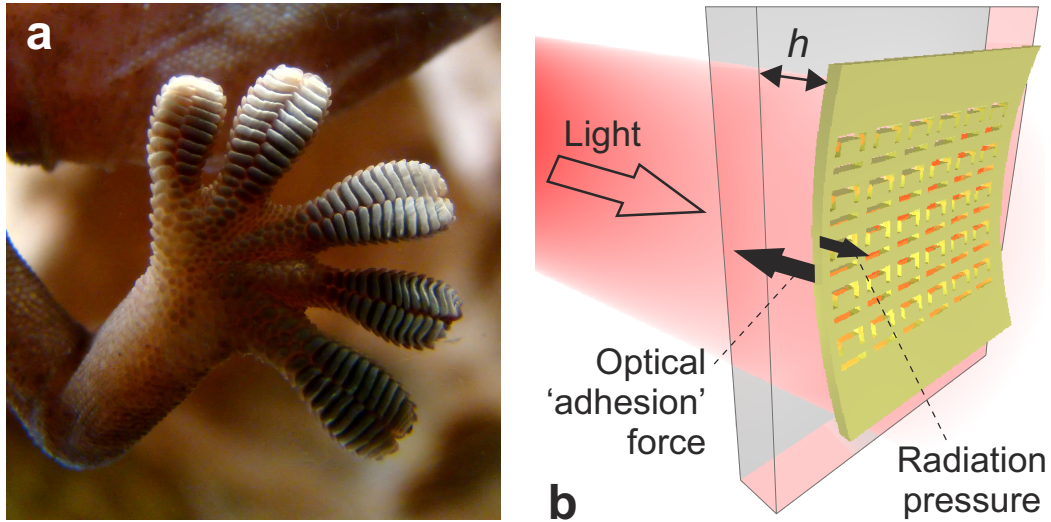 a
h
Light
Optical
‘adhesion’
force
Radiation
pressure
b